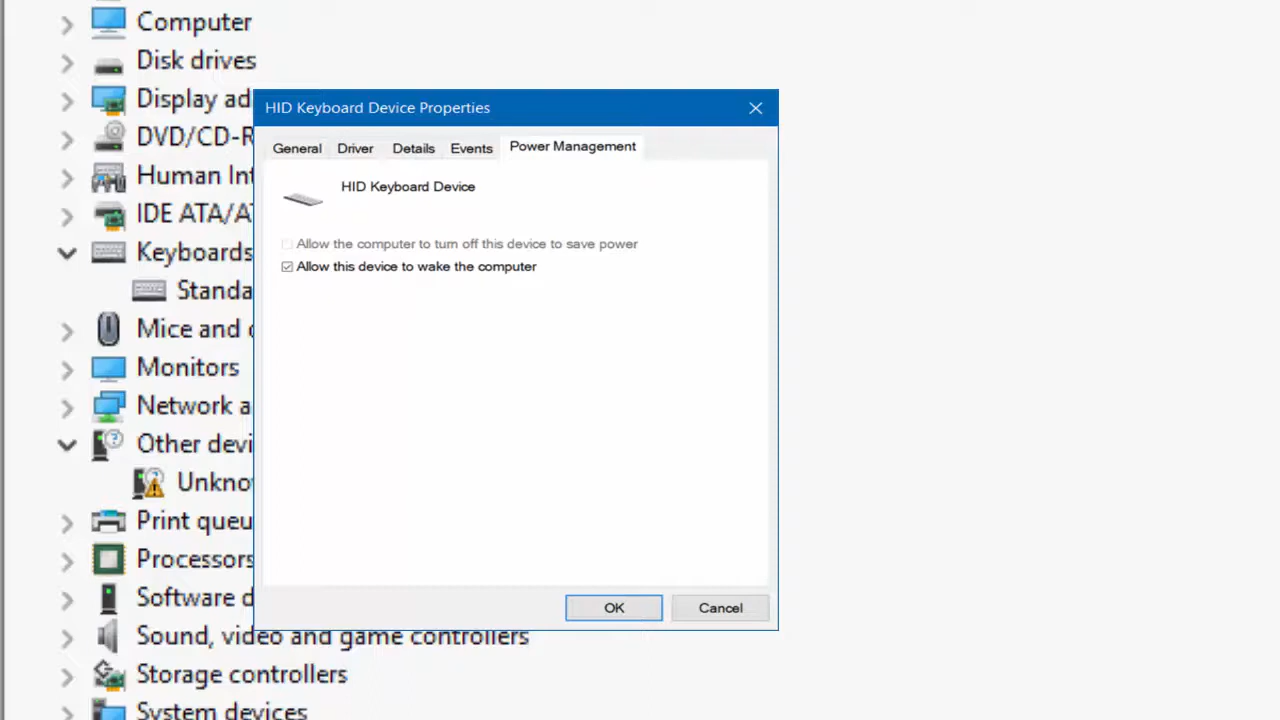 Computer
Disk drives
Display ad
HID Keyboard Device Properties
DVD/CD-R
General Driver Details Events Power Management
Human Int
HID Keyboard Device
IDE ATA/AT
Allow the computer to turn off this device to save power
Keyboards
Allow this device to wake the computer
Standa
Mice and o
Monitors
Network a
Other devi
Unkno
Print queu
Processors
Software d
OK Cancel
Sound, video and game controllers
Storage controllers
System devices